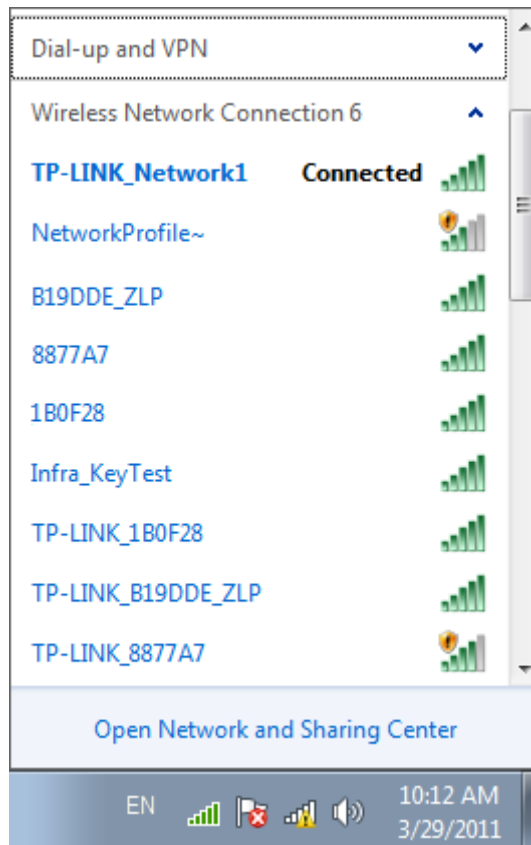 Dial-up and VPN
Wireless Network Connection 6
TP-LINK_Network1 Connected
NetworkProfile~
B19DDE_ZLP
8877A7
1B0F28
Infra_KeyTest
TP-LINK_1B0F28
TP-LINK_B19DDE_ZLP
TP-LINK_8877A7
Open Network and Sharing Center
EN 10:12 AM
3/29/2011